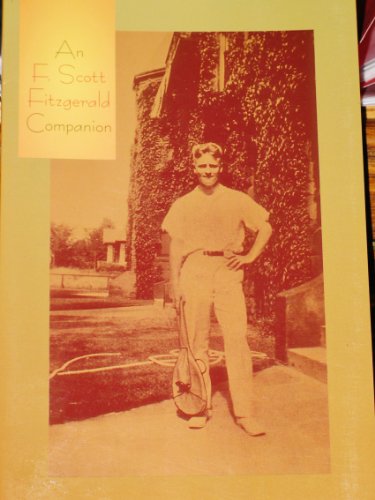 An
F. Scott
Fitzgerald
Companion